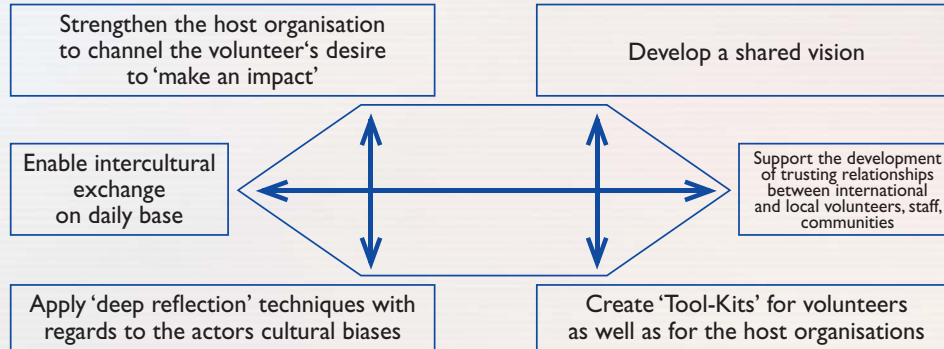 Strengthen the host organisation
to channel the volunteer‘s desire
to ‘make an impact’
Develop a shared vision
Enable intercultural
exchange
on daily base
Support the development
of trusting relationships
between international
and local volunteers, staff,
communities
Apply ‘deep reflection’ techniques with
regards to the actors cultural biases
Create ‘Tool-Kits’ for volunteers
as well as for the host organisations